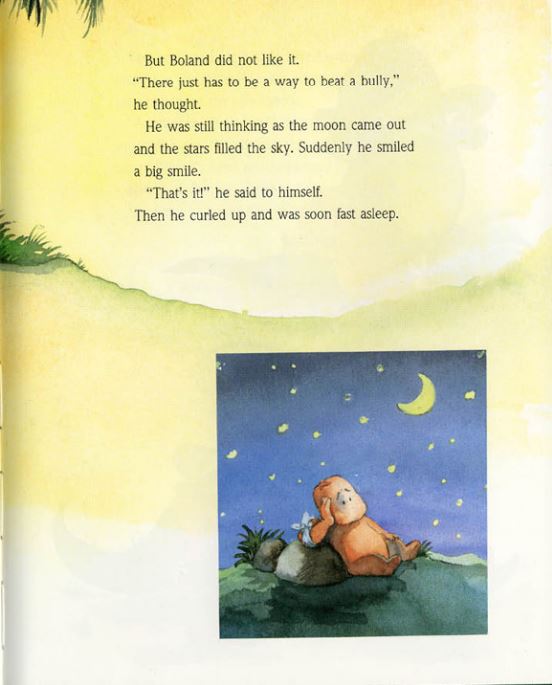 But Boland did not like it.
"There just has to be a way to beat a bully,"
he thought.
He was still thinking as the moon came out
and the stars filled the sky. Suddenly he smiled
a big smile.
"That's it!" he said to himself.
Then he curled up and was soon fast asleep.